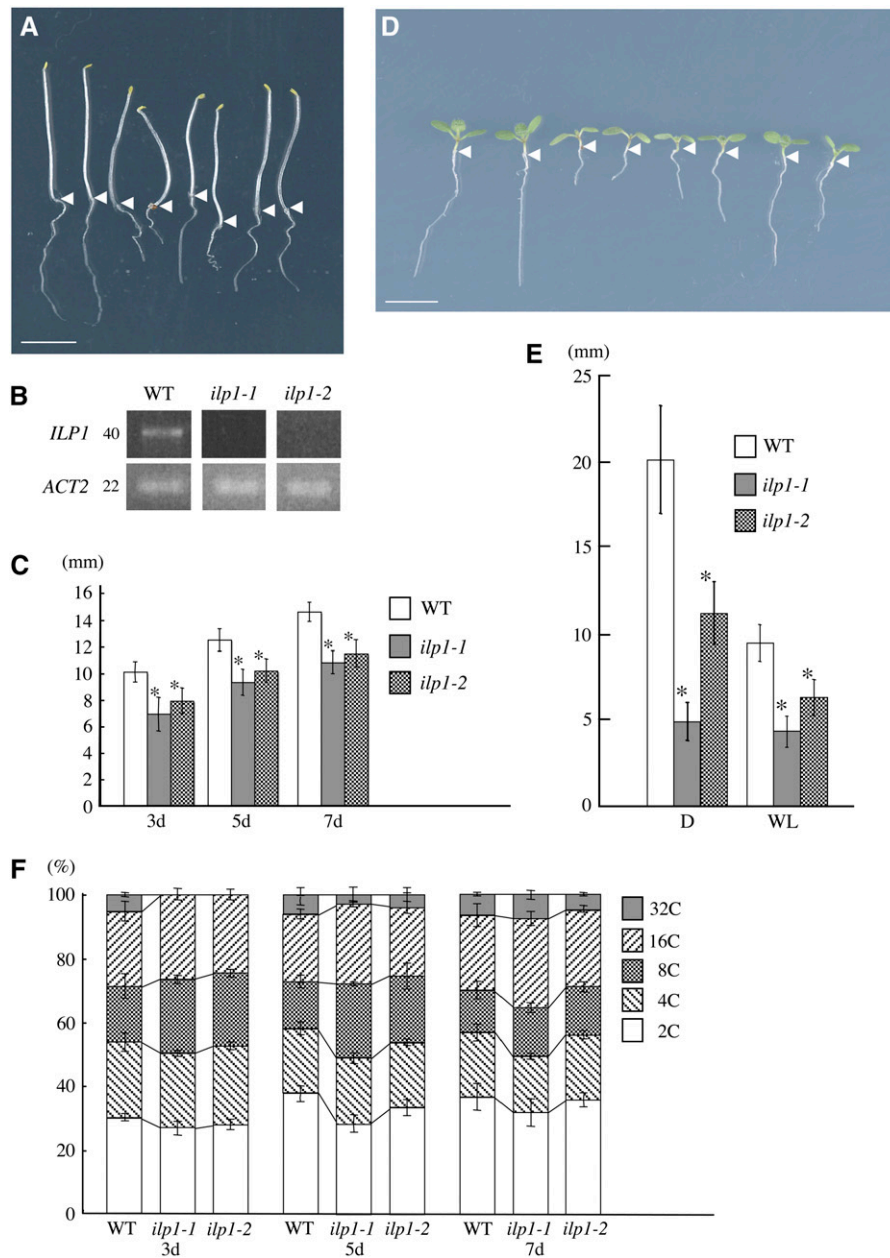 A
D
B
WT ilp1-1 ilp1-2
ILP1 40
ACT2 22
C
(mm)
16
14
12
10
8
6
4
2
0
3d 5d 7d
WT
ilp1-1
ilp1-2
* * * * * *
E
(mm)
25
20
15
10
5
0
D WL
WT
ilp1-1
ilp1-2
* * * *
F
(%)
100
80
60
40
20
0
WT ilp1-1 ilp1-2 WT ilp1-1 ilp1-2 WT ilp1-1 ilp1-2
3d 5d 7d
32C
16C
8C
4C
2C